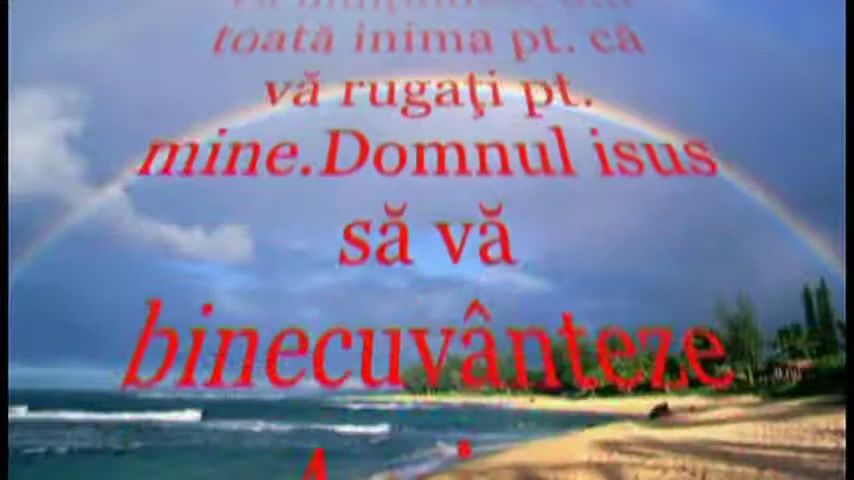 toată inima pt. că
vă rugaţi pt.
mine.Domnul isus
să vă
binecuvânteze